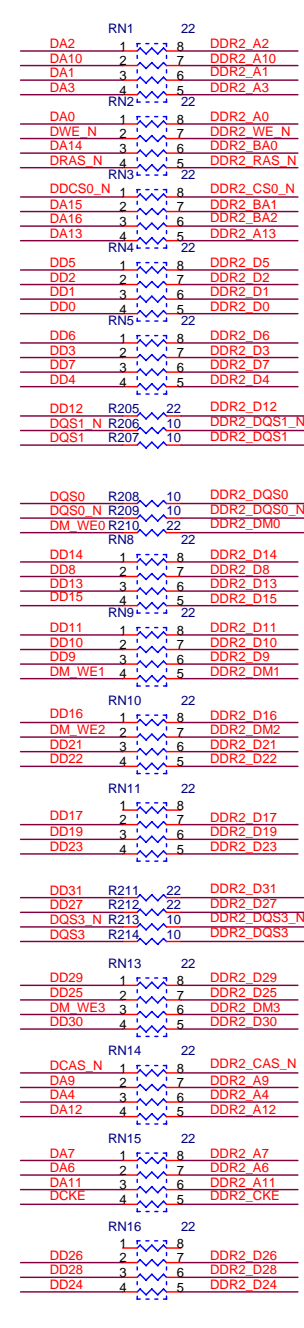 RN1 22
DA2 1 8 DDR2_A2
DA10 2 7 DDR2_A10
DA1 3 6 DDR2_A1
DA3 4 5 DDR2_A3
RN2 22
DA0 1 8 DDR2_A0
DWE_N 2 7 DDR2_WE_N
DA14 3 6 DDR2_BA0
DRAS_N 4 5 DDR2_RAS_N
RN3 22
DDCS0_N 1 8 DDR2_CS0_N
DA15 2 7 DDR2_BA1
DA16 3 6 DDR2_BA2
DA13 4 5 DDR2_A13
RN4 22
DD5 1 8 DDR2_D5
DD2 2 7 DDR2_D2
DD1 3 6 DDR2_D1
DD0 4 5 DDR2_D0
RN5 22
DD6 1 8 DDR2_D6
DD3 2 7 DDR2_D3
DD7 3 6 DDR2_D7
DD4 4 5 DDR2_D4
DD12 R205 22 DDR2_D12
DQS1_N R206 10 DDR2_DQS1_N
DQS1 R207 10 DDR2_DQS1
DQS0 R208 10 DDR2_DQS0
DQS0_N R209 10 DDR2_DQS0_N
DM_WE0 R210 22 DDR2_DM0
RN8 22
DD14 1 8 DDR2_D14
DD8 2 7 DDR2_D8
DD13 3 6 DDR2_D13
DD15 4 5 DDR2_D15
RN9 22
DD11 1 8 DDR2_D11
DD10 2 7 DDR2_D10
DD9 3 6 DDR2_D9
DM_WE1 4 5 DDR2_DM1
RN10 22
DD16 1 8 DDR2_D16
DM_WE2 2 7 DDR2_DM2
DD21 3 6 DDR2_D21
DD22 4 5 DDR2_D22
RN11 22
1 8
DD17 2 7 DDR2_D17
DD19 3 6 DDR2_D19
DD23 4 5 DDR2_D23
DD31 R211 22 DDR2_D31
DD27 R212 22 DDR2_D27
DQS3_N R213 10 DDR2_DQS3_N
DQS3 R214 10 DDR2_DQS3
RN13 22
DD29 1 8 DDR2_D29
DD25 2 7 DDR2_D25
DM_WE3 3 6 DDR2_DM3
DD30 4 5 DDR2_D30
RN14 22
DCAS_N 1 8 DDR2_CAS_N
DA9 2 7 DDR2_A9
DA4 3 6 DDR2_A4
DA12 4 5 DDR2_A12
RN15 22
DA7 1 8 DDR2_A7
DA6 2 7 DDR2_A6
DA11 3 6 DDR2_A11
DCKE 4 5 DDR2_CKE
RN16 22
1 8
DD26 2 7 DDR2_D26
DD28 3 6 DDR2_D28
DD24 4 5 DDR2_D24